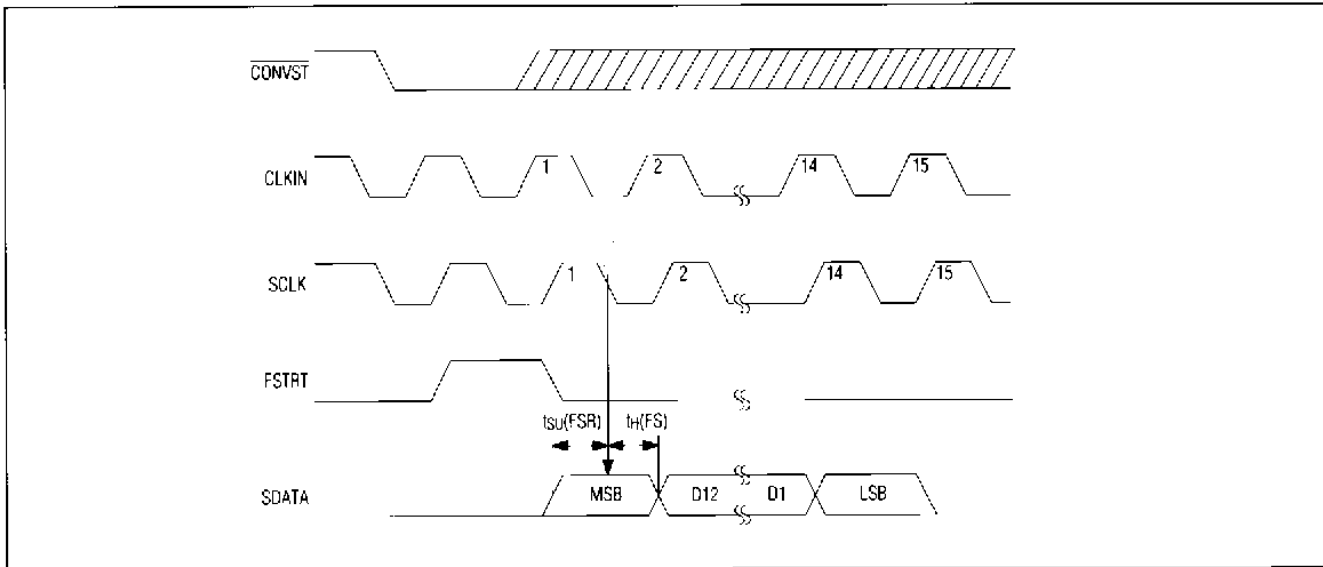 CONVST
CLKIN 1 2 14 15
SCLK 1 2 14 15
FSTRT
tSU(FSR) tH(FS)
SDATA MSB D12 D1 LSB